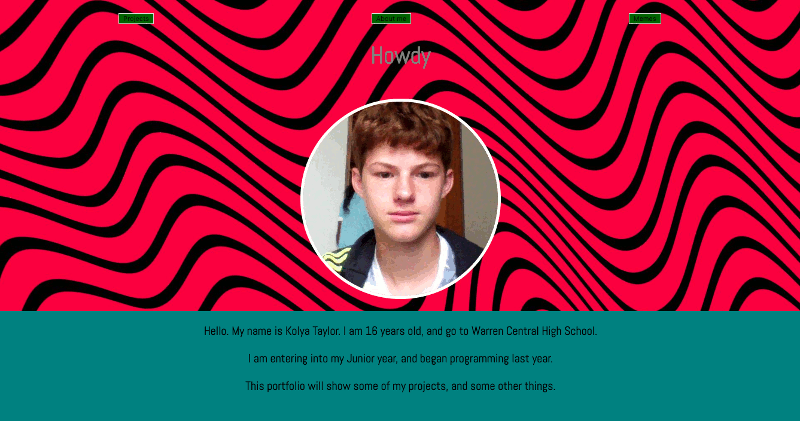 Projects
About me
Memes
Howdy
Hello. My name is Kolya Taylor. I am 16 years old, and go to Warren Central High School.
I am entering into my Junior year, and began programming last year.
This portfolio will show some of my projects, and some other things.